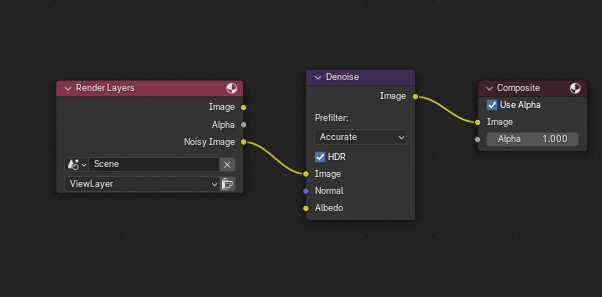 Render Layers
Image
Alpha
Noisy Image
Scene
ViewLayer
Denoise
Image
Prefilter:
Accurate
HDR
Image
Normal
Albedo
Composite
Use Alpha
Image
Alpha 1.000